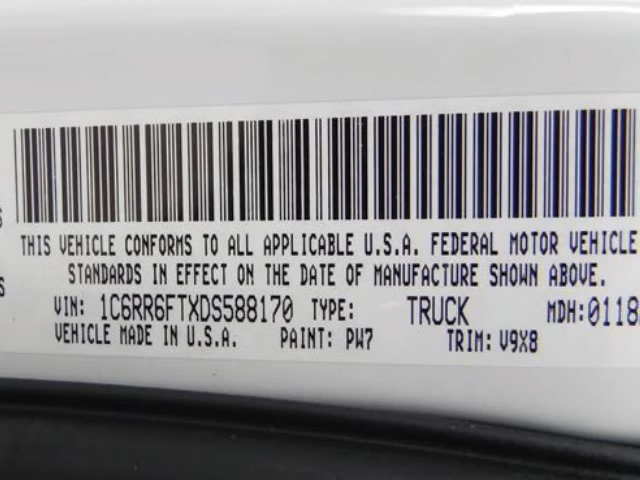 THIS VEHICLE CONFORMS TO ALL APPLICABLE U.S.A. FEDERAL MOTOR VEHICLE
STANDARDS IN EFFECT ON THE DATE OF MANUFACTURE SHOWN ABOVE.
VIN: 1C6RR6FTXDS588170 TYPE: TRUCK MDH:0118
VEHICLE MADE IN U.S.A. PAINT: PW7 TRIM: V9X8